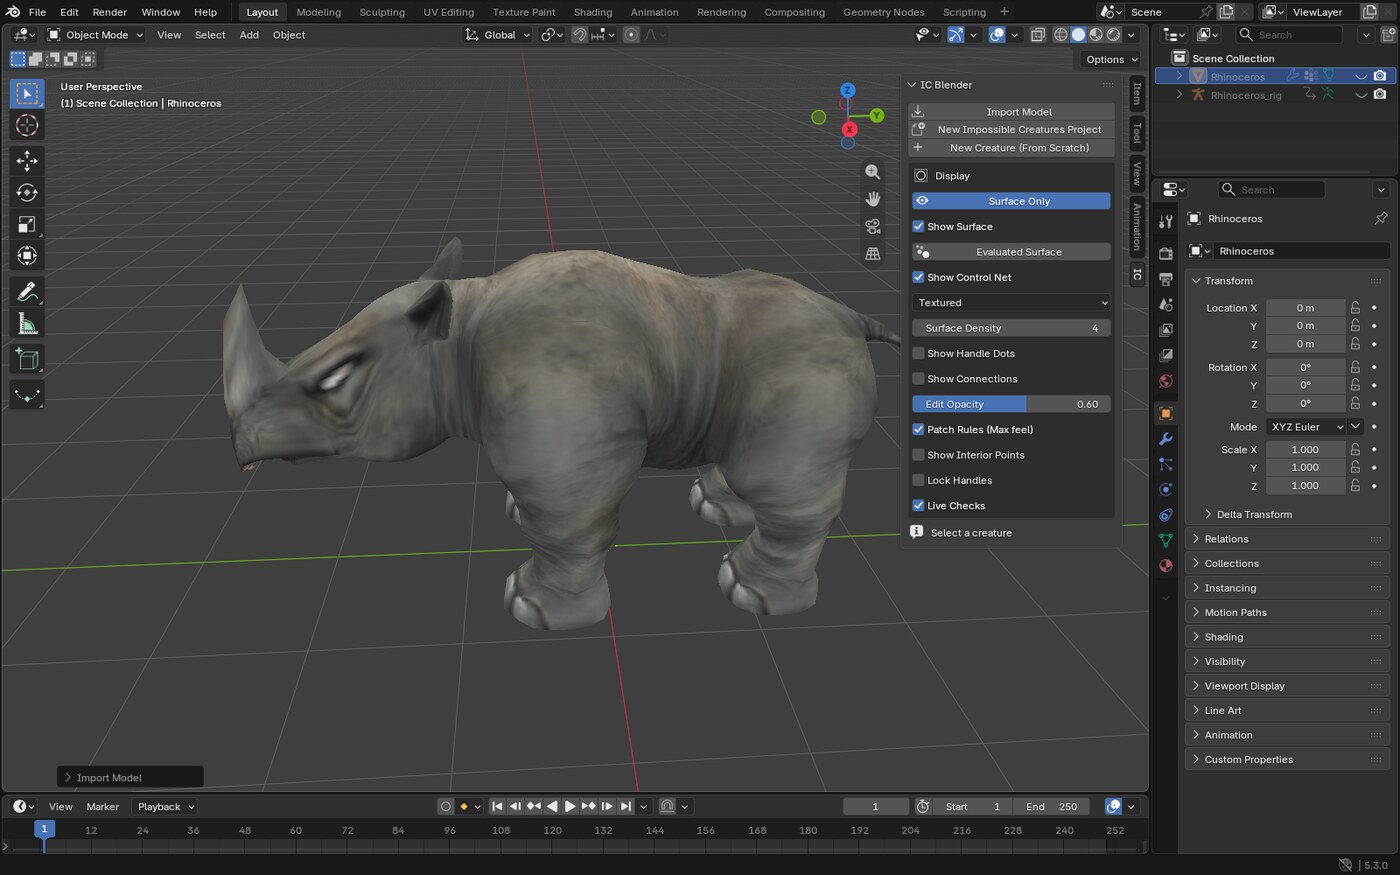 File Edit Render Window Help Layout Modeling Sculpting UV Editing Texture Paint Shading Animation Rendering Compositing Geometry Nodes Scripting + Scene ViewLayer
Object Mode View Select Add Object Global
Options
User Perspective
(1) Scene Collection | Rhinoceros
Z
Y
X
IC Blender
Import Model
New Impossible Creatures Project
New Creature (From Scratch)
Display
Surface Only
Show Surface
Evaluated Surface
Show Control Net
Textured
Surface Density 4
Show Handle Dots
Show Connections
Edit Opacity 0.60
Patch Rules (Max feel)
Show Interior Points
Lock Handles
Live Checks
Select a creature
Item
Tool
View
Animation
IC
Search
Scene Collection
Rhinoceros
Rhinoceros_rig
Search
Rhinoceros
Rhinoceros
Transform
Location X 0 m
Y 0 m
Z 0 m
Rotation X 0°
Y 0°
Z 0°
Mode XYZ Euler
Scale X 1.000
Y 1.000
Z 1.000
Delta Transform
Relations
Collections
Instancing
Motion Paths
Shading
Visibility
Viewport Display
Line Art
Animation
Custom Properties
Import Model
View Marker Playback 1 Start 1 End 250
1 12 24 36 48 60 72 84 96 108 120 132 144 156 168 180 192 204 216 228 240 252
5.3.0